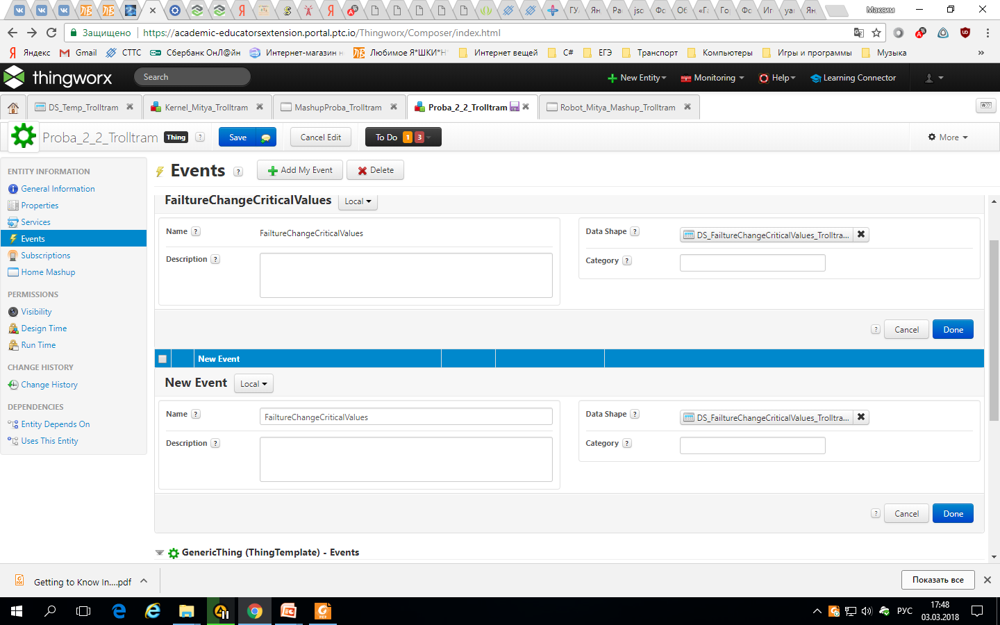 ГУ
Ян
Ра
jsc
Фо
Об
«Г
Го
Фо
Иг
уа
Ян
Максим
Защищено
https://academic-educatorsextension.portal.ptc.io/Thingworx/Composer/index.html
Яндекс
Gmail
СТТС
Сбербанк ОнЛ@йн
Интернет-магазин
Любимое Я*ШКИ*Н
Интернет вещей
C#
ЕГЭ
Транспорт
Компьютеры
Игры и программы
Музыка
»
thingworx
Search
New Entity
Monitoring
Help
Learning Connector
DS_Temp_Trolltram
Kernel_Mitya_Trolltram
MashupProba_Trolltram
Proba_2_2_Trolltram
Robot_Mitya_Mashup_Trolltram
Proba_2_2_Trolltram Thing ?
Save
Cancel Edit
To Do 1 3
More
ENTITY INFORMATION
General Information
Properties
Services
Events
Subscriptions
Home Mashup
PERMISSIONS
Visibility
Design Time
Run Time
CHANGE HISTORY
Change History
DEPENDENCIES
Entity Depends On
Uses This Entity
Events ?
Add My Event
Delete
FailtureChangeCriticalValues Local
Name ? FailtureChangeCriticalValues
Description ?
Data Shape ? DS_FailtureChangeCriticalValues_Trolltra...
Category ?
? Cancel Done
New Event
New Event Local
Name ? FailtureChangeCriticalValues
Description ?
Data Shape ? DS_FailtureChangeCriticalValues_Trolltra...
Category ?
? Cancel Done
GenericThing (ThingTemplate) - Events
Getting to Know In....pdf
Показать все
РУС
17:48
03.03.2018